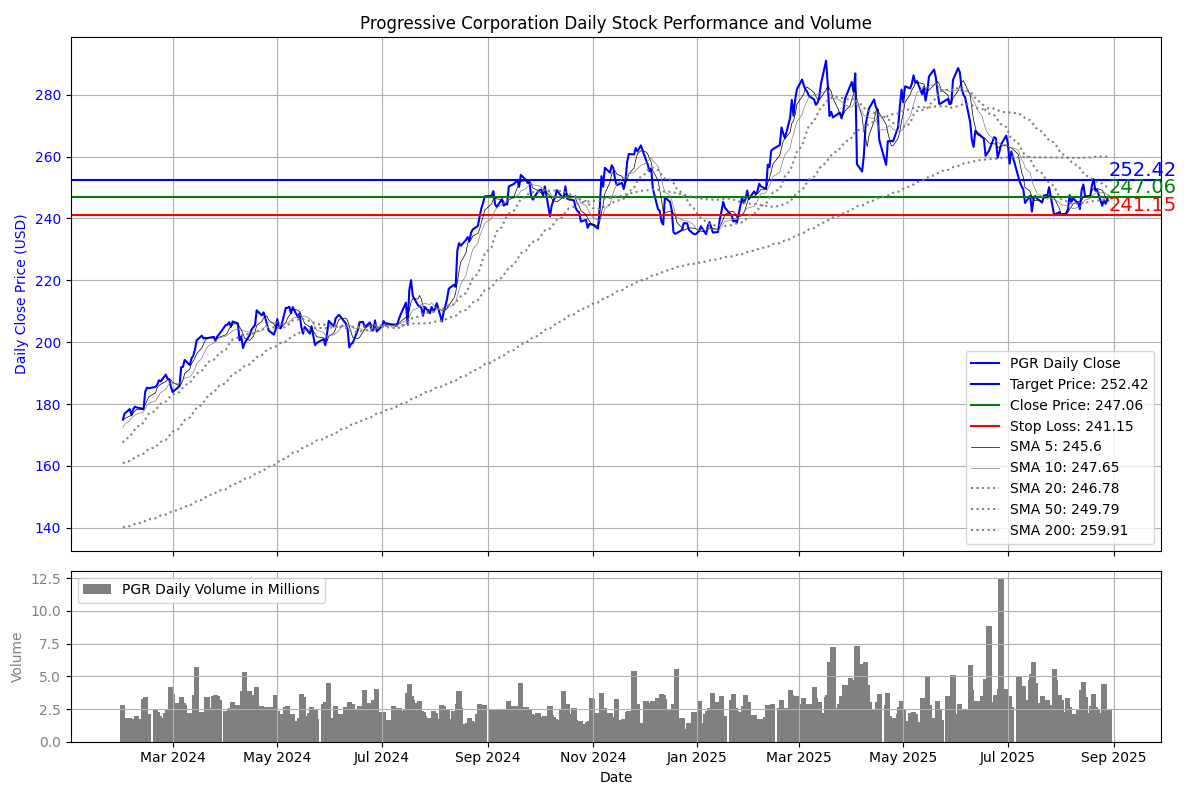 Progressive Corporation Daily Stock Performance and Volume
Daily Close Price (USD)
280
260
240
220
200
180
160
140
252.42
247.06
241.15
PGR Daily Close
Target Price: 252.42
Close Price: 247.06
Stop Loss: 241.15
SMA 5: 245.6
SMA 10: 247.65
SMA 20: 246.78
SMA 50: 249.79
SMA 200: 259.91
Volume
12.5
10.0
7.5
5.0
2.5
0.0
PGR Daily Volume in Millions
Mar 2024 May 2024 Jul 2024 Sep 2024 Nov 2024 Jan 2025 Mar 2025 May 2025 Jul 2025 Sep 2025
Date